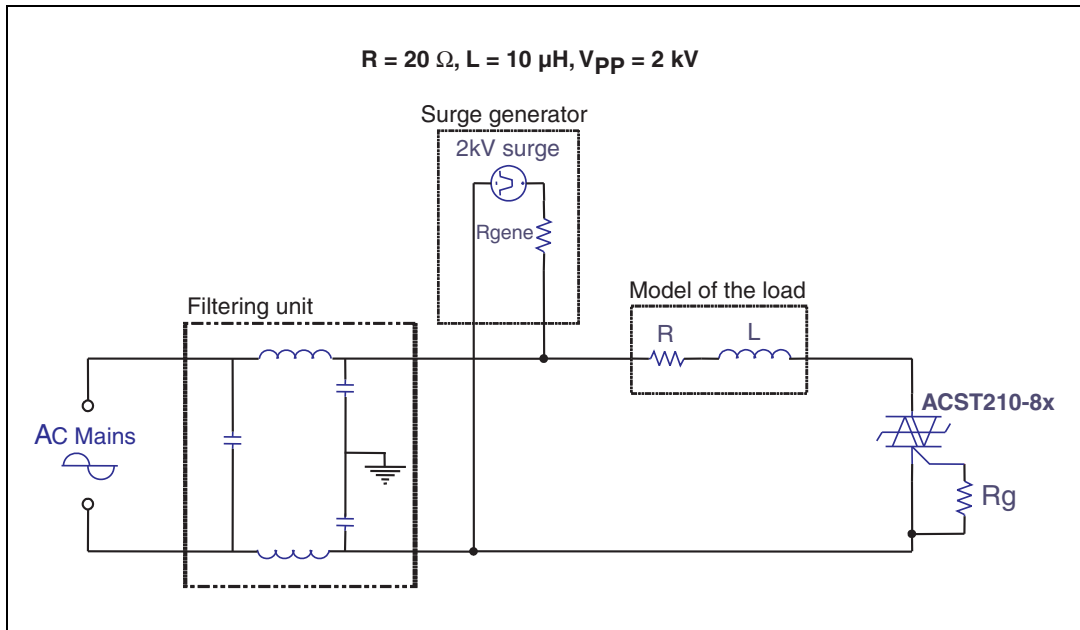 R = 20 Ω, L = 10 µH, VPP = 2 kV
Surge generator
2kV surge
Rgene
Filtering unit
Model of the load
R
L
ACST210-8x
AC Mains
Rg